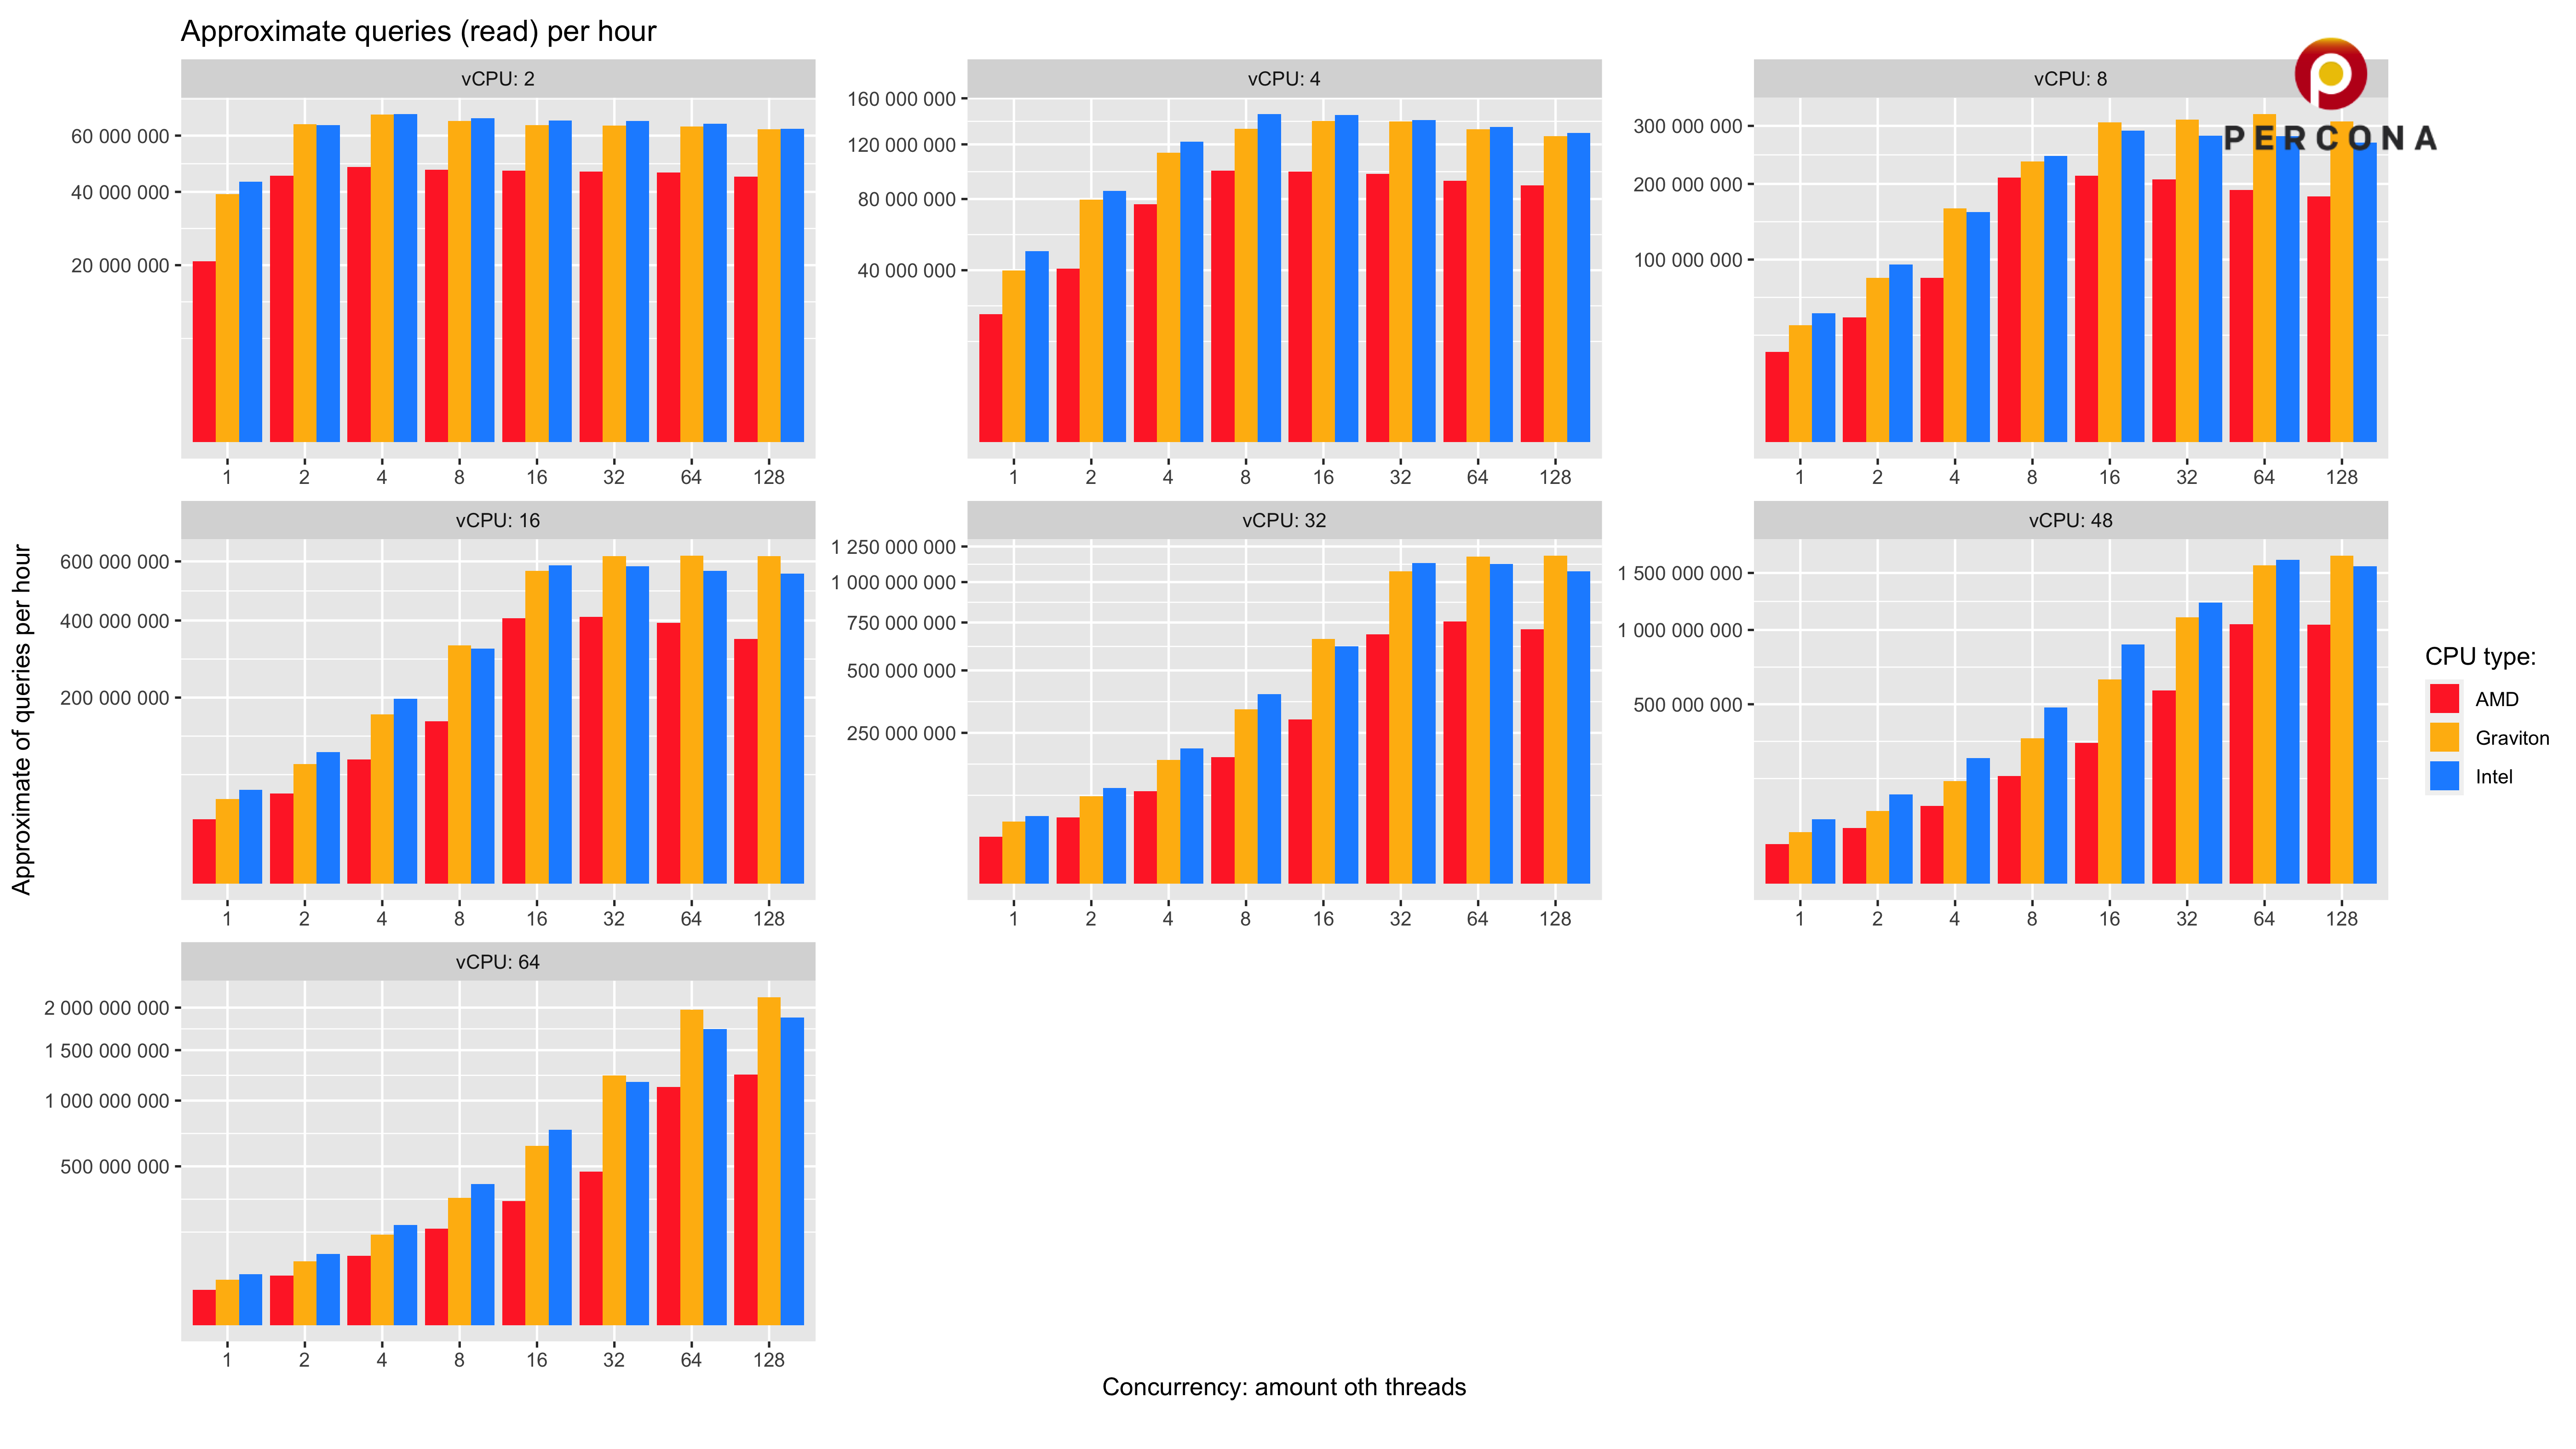 Approximate queries (read) per hour
PERCONA
Approximate of queries per hour
vCPU: 2
60 000 000
40 000 000
20 000 000
1 2 4 8 16 32 64 128
vCPU: 4
160 000 000
120 000 000
80 000 000
40 000 000
1 2 4 8 16 32 64 128
vCPU: 8
300 000 000
200 000 000
100 000 000
1 2 4 8 16 32 64 128
vCPU: 16
600 000 000
400 000 000
200 000 000
1 2 4 8 16 32 64 128
vCPU: 32
1 250 000 000
1 000 000 000
750 000 000
500 000 000
250 000 000
1 2 4 8 16 32 64 128
vCPU: 48
1 500 000 000
1 000 000 000
500 000 000
1 2 4 8 16 32 64 128
CPU type:
AMD
Graviton
Intel
vCPU: 64
2 000 000 000
1 500 000 000
1 000 000 000
500 000 000
1 2 4 8 16 32 64 128
Concurrency: amount oth threads